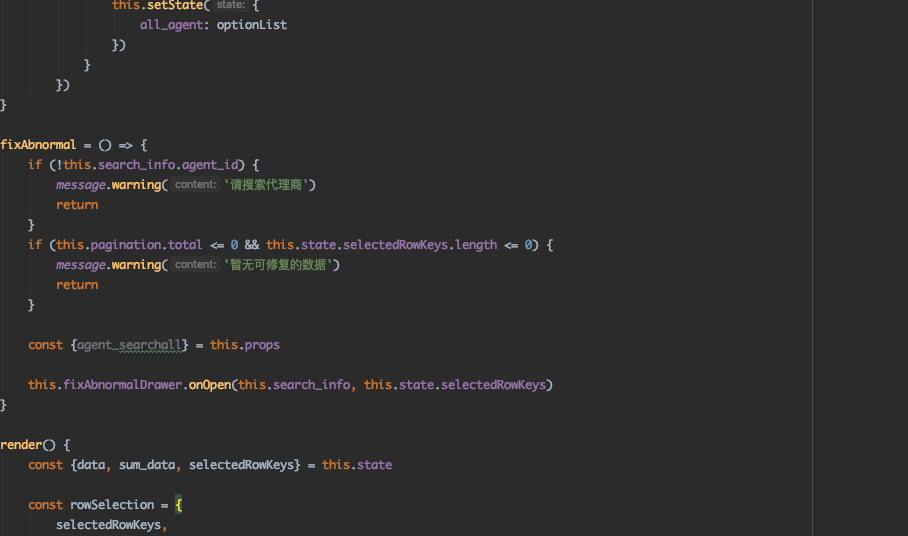 this.setState( state: {
all_agent: optionList
})
}
})
}
fixAbnormal = () => {
if (!this.search_info.agent_id) {
message.warning( content: '请搜索代理商')
return
}
if (this.pagination.total <= 0 && this.state.selectedRowKeys.length <= 0) {
message.warning( content: '暂无可修复的数据')
return
}
const {agent_searchall} = this.props
this.fixAbnormalDrawer.onOpen(this.search_info, this.state.selectedRowKeys)
}
render() {
const {data, sum_data, selectedRowKeys} = this.state
const rowSelection = {
selectedRowKeys,